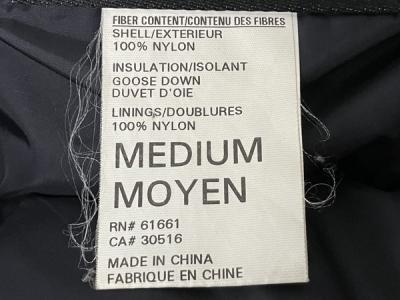 FIBER CONTENT/CONTENU DES FIBRES
SHELL/EXTERIEUR
100% NYLON
INSULATION/ISOLANT
GOOSE DOWN
DUVET D'OIE
LININGS/DOUBLURES
100% NYLON
MEDIUM
MOYEN
RN# 61661
CA# 30516
MADE IN CHINA
FABRIQUE EN CHINE